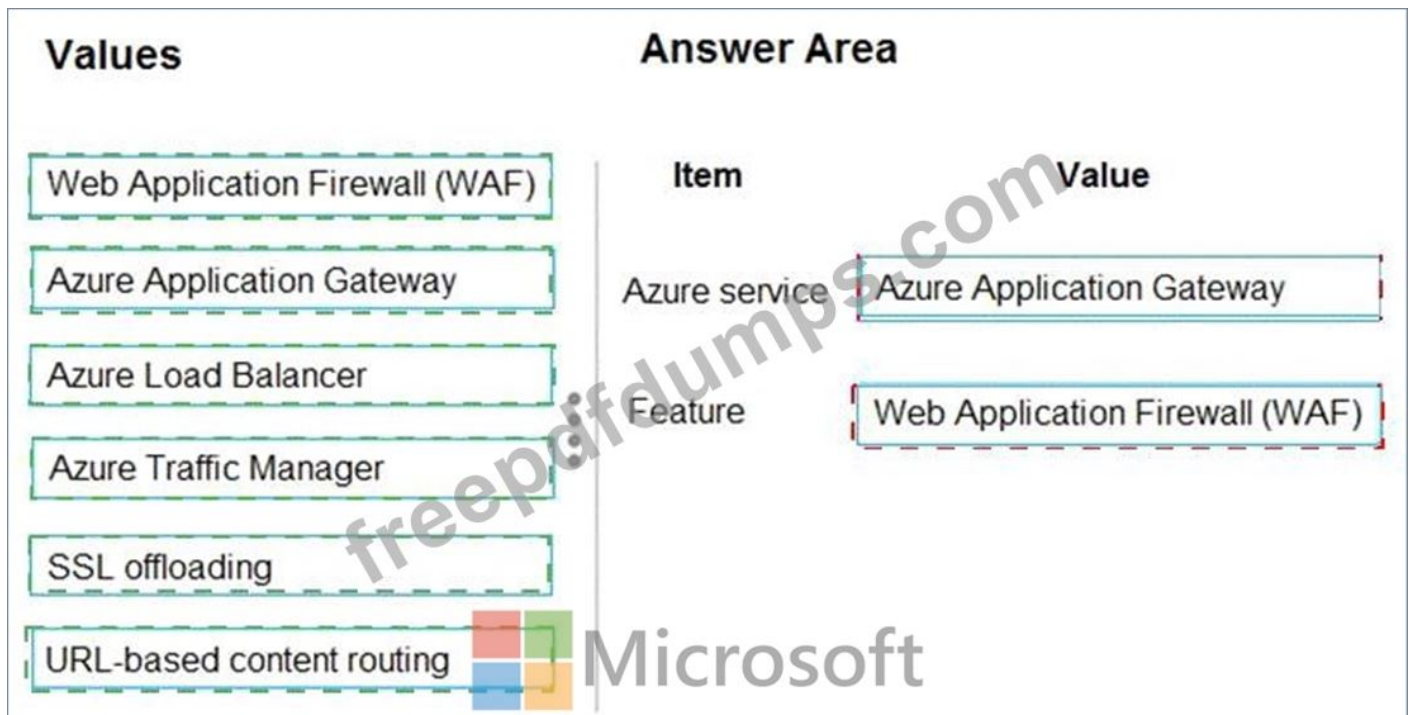 Values
Answer Area
Web Application Firewall (WAF)
Azure Application Gateway
Azure Load Balancer
Azure Traffic Manager
SSL offloading
URL-based content routing
Item
Value
Azure service
Azure Application Gateway
Feature
Web Application Firewall (WAF)
freepdfdumps.com
Microsoft